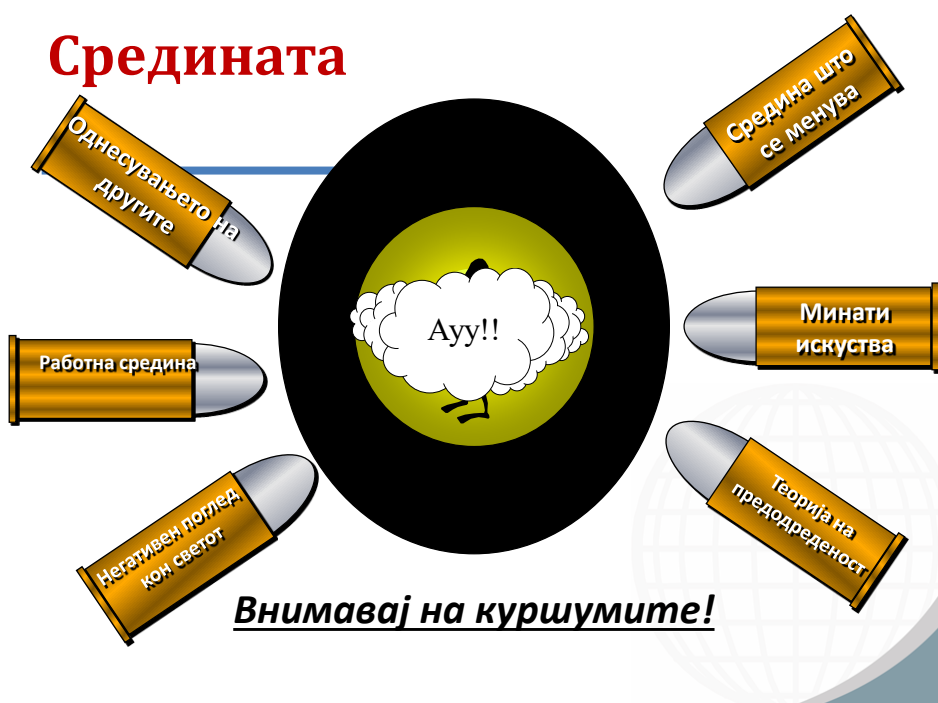 Средината
Однесувањето на
другите
Работна средина
Негативен поглед
кон светот
Ауу!!
Средина што
се менува
Минати
искуства
Теорија на
предодреденост
Внимавај на куршумите!